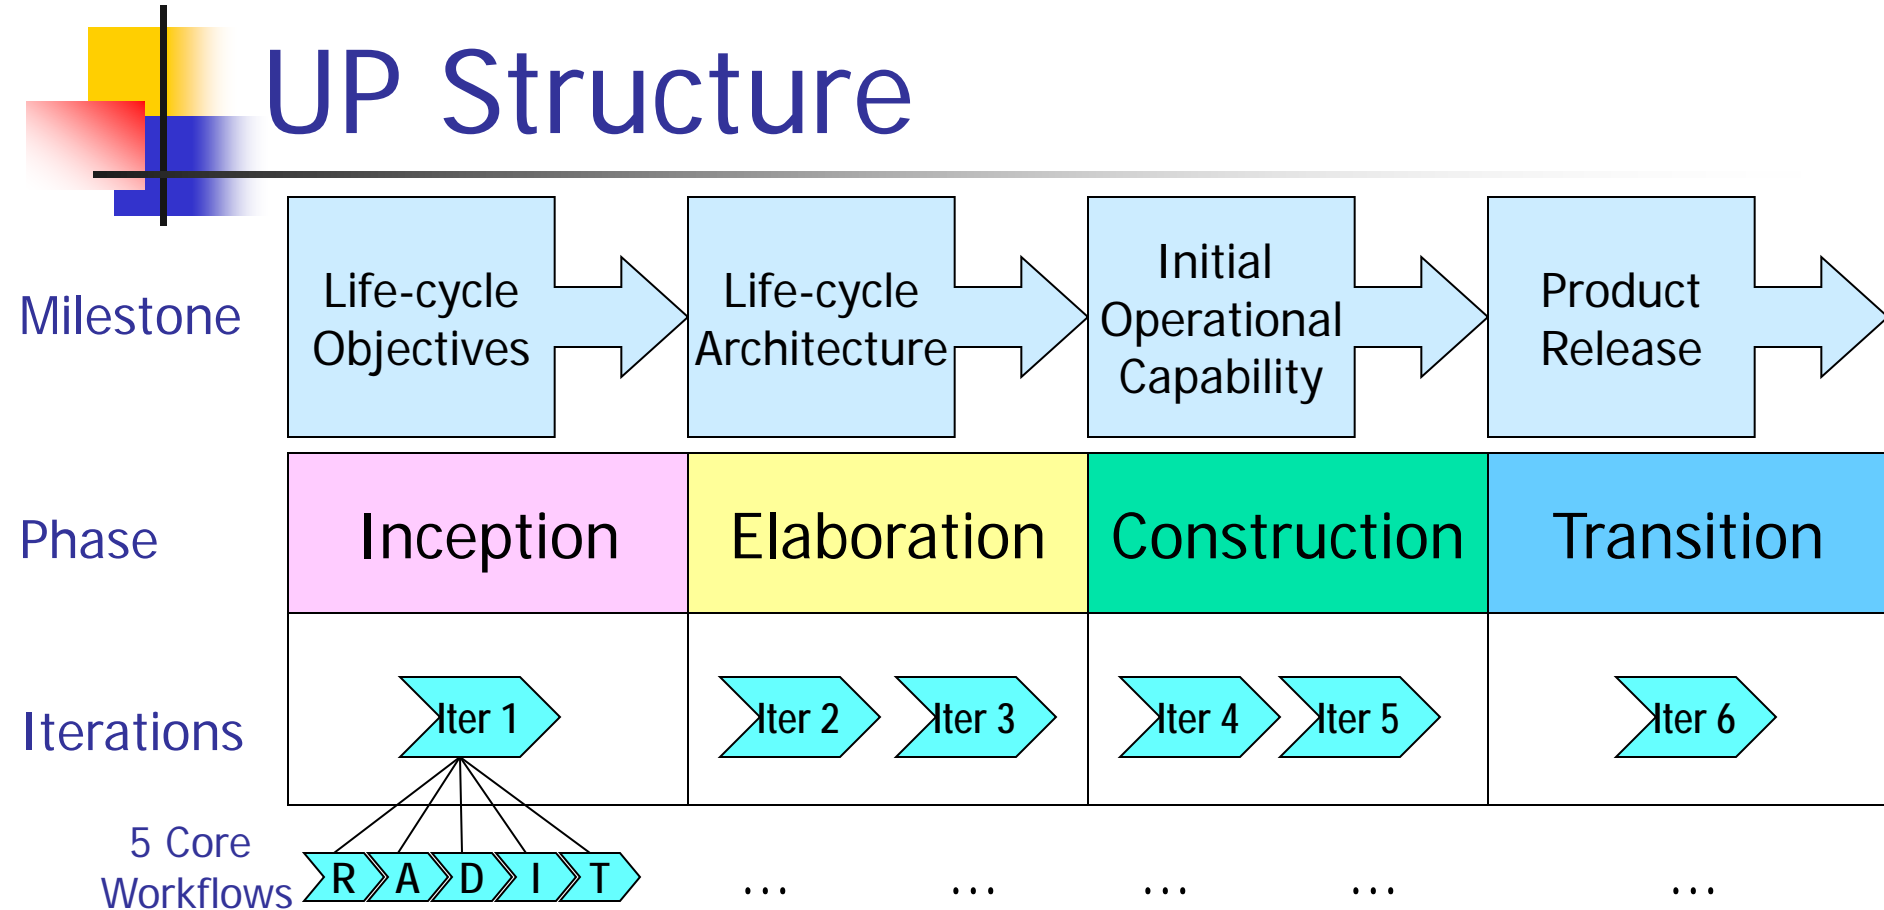 UP Structure
Milestone
Life-cycle
Objectives
Life-cycle
Architecture
Initial
Operational
Capability
Product
Release
Phase
Inception
Elaboration
Construction
Transition
Iterations
Iter 1
Iter 2
Iter 3
Iter 4
Iter 5
Iter 6
5 Core
Workflows
R A D I T
... ... ... ... ...